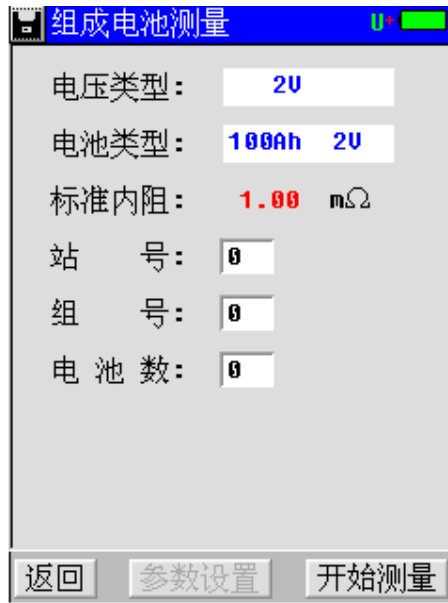 组成电池测量 U+
电压类型: 2V
电池类型: 100Ah 2V
标准内阻: 1.00 mΩ
站 号: 0
组 号: 0
电 池 数: 0
返回 参数设置 开始测量